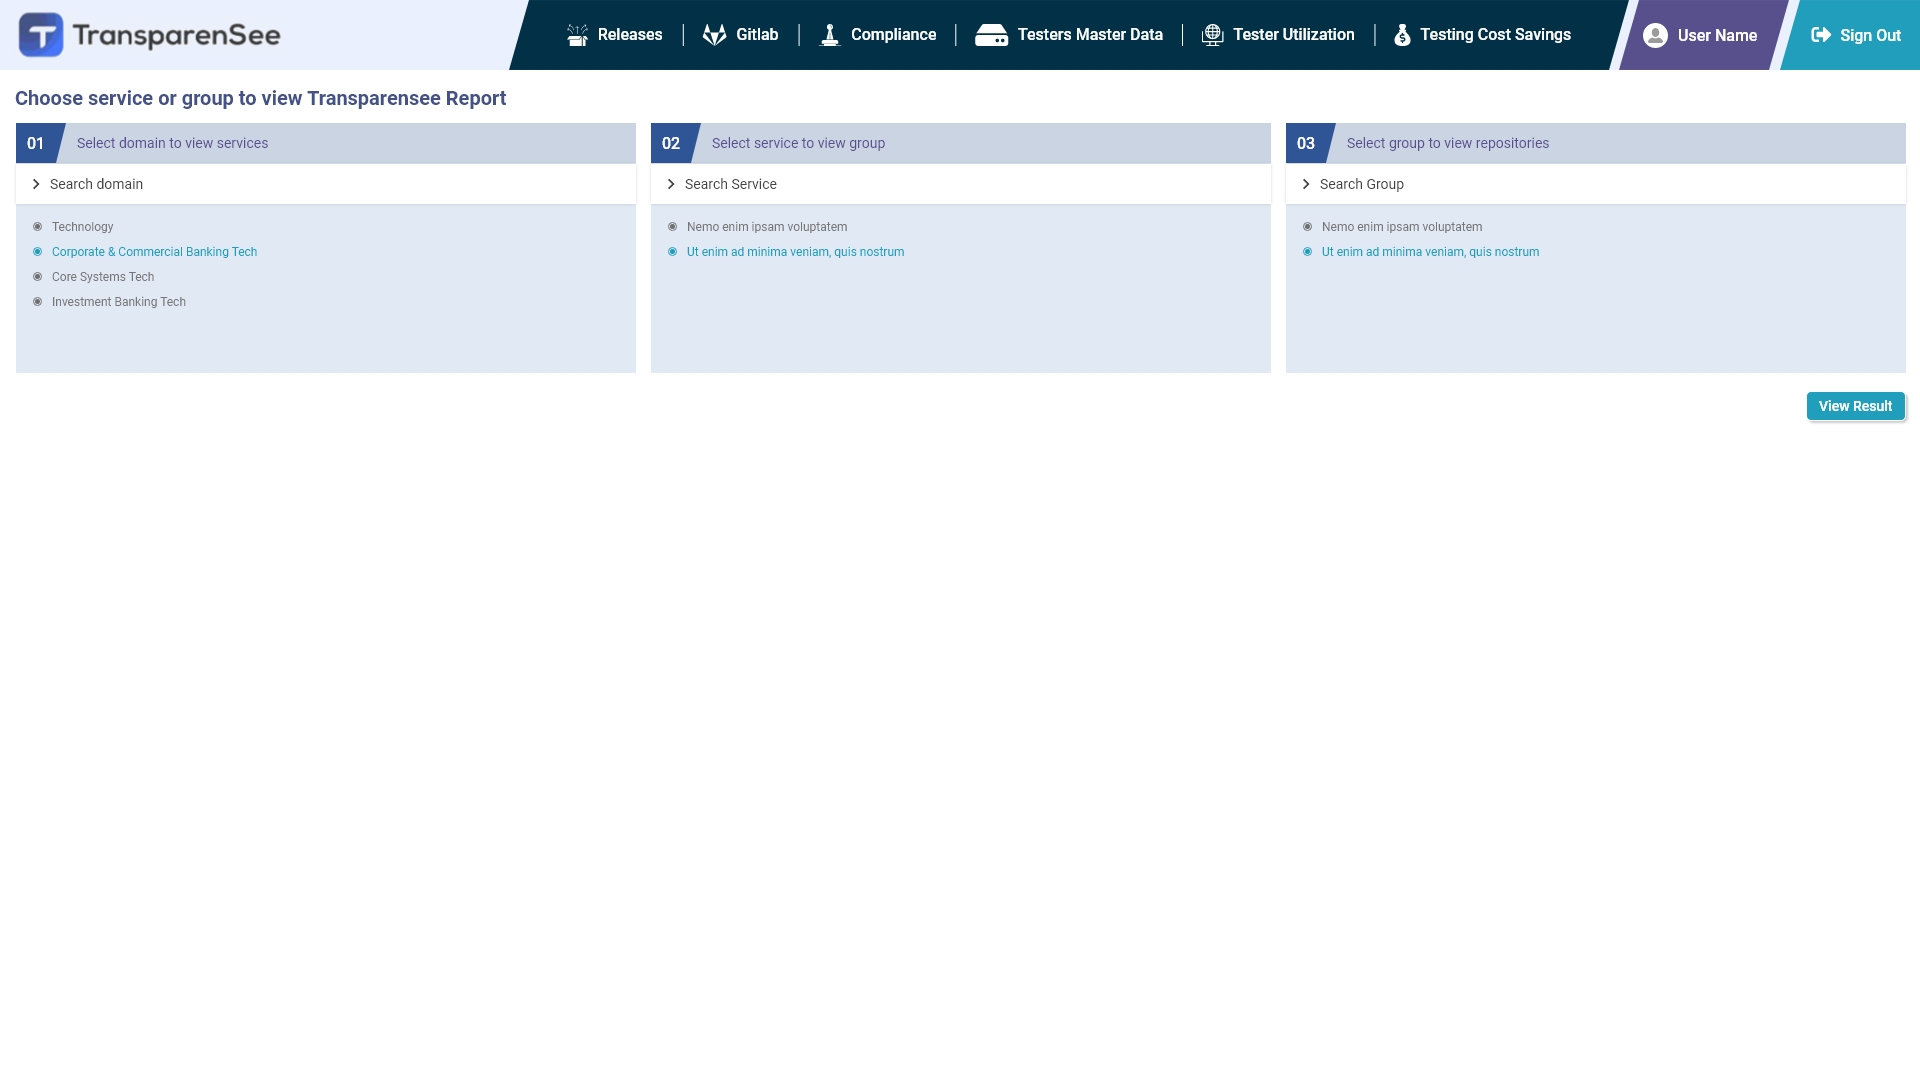 TransparenSee
Releases
Gitlab
Compliance
Testers Master Data
Tester Utilization
Testing Cost Savings
User Name
Sign Out
Choose service or group to view Transparensee Report
01 Select domain to view services
Search domain
Technology
Corporate & Commercial Banking Tech
Core Systems Tech
Investment Banking Tech
02 Select service to view group
Search Service
Nemo enim ipsam voluptatem
Ut enim ad minima veniam, quis nostrum
03 Select group to view repositories
Search Group
Nemo enim ipsam voluptatem
Ut enim ad minima veniam, quis nostrum
View Result